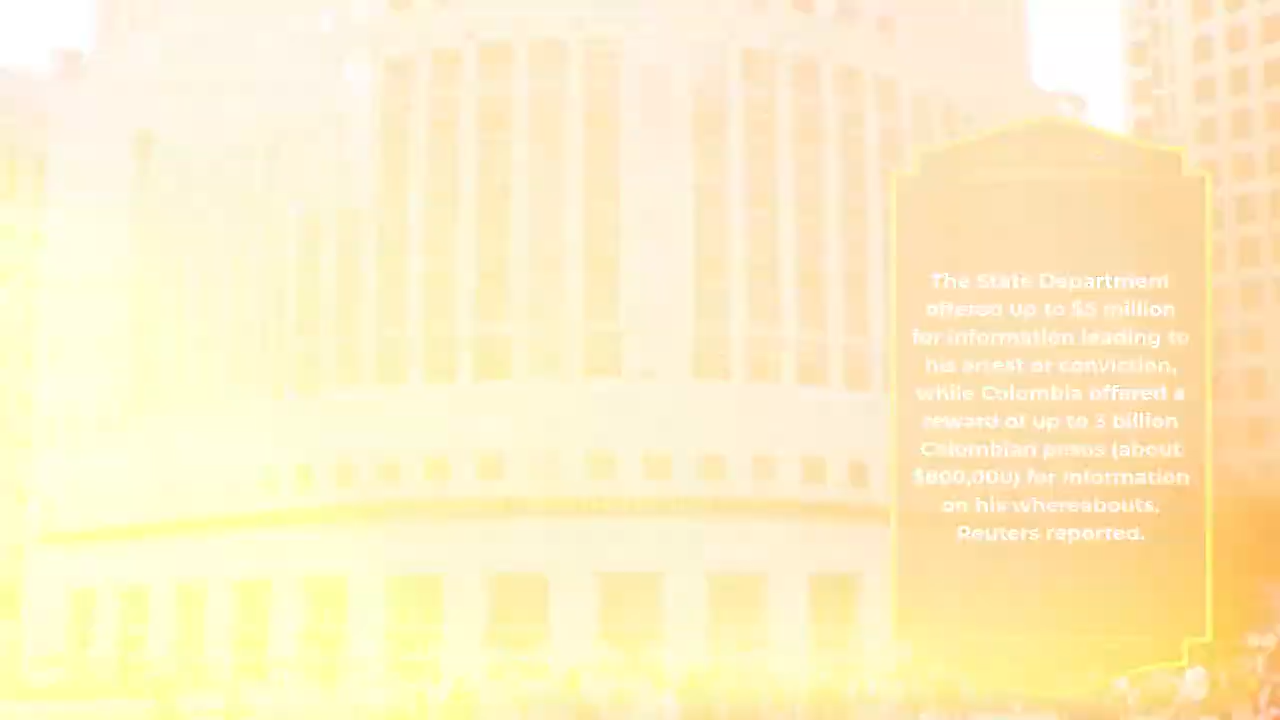 The State Department
offered up to $5 million
for information leading to
his arrest or conviction,
while Colombia offered a
reward of up to 3 billion
Colombian pesos (about
$800,000) for information
on his whereabouts,
Reuters reported.